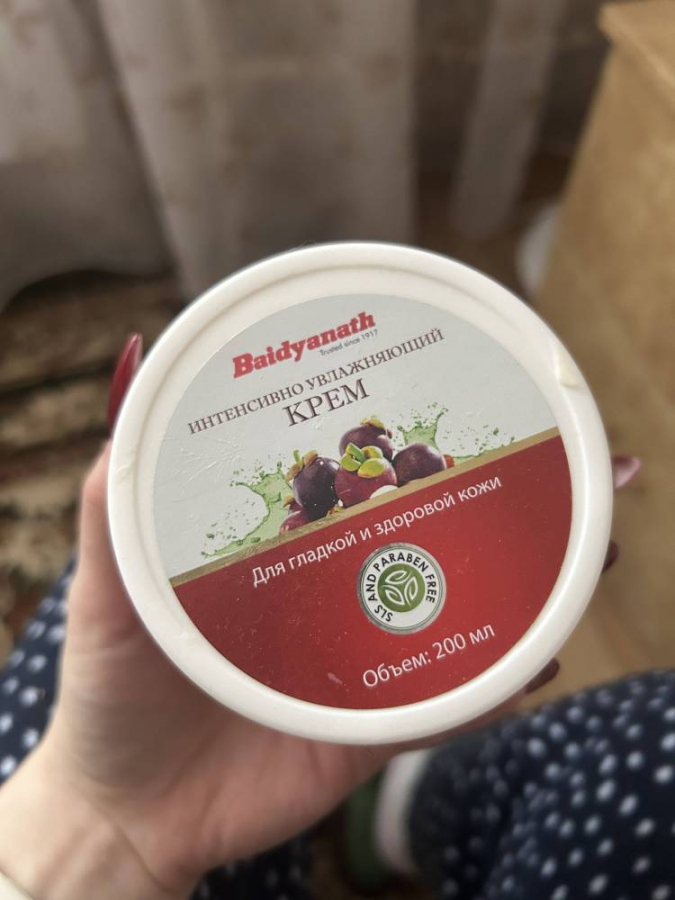 Baidyanath
Trusted since 1917
ИНТЕНСИВНО УВЛАЖНЯЮЩИЙ
КРЕМ
Для гладкой и здоровой кожи
SLS AND PARABEN FREE
Объем: 200 мл